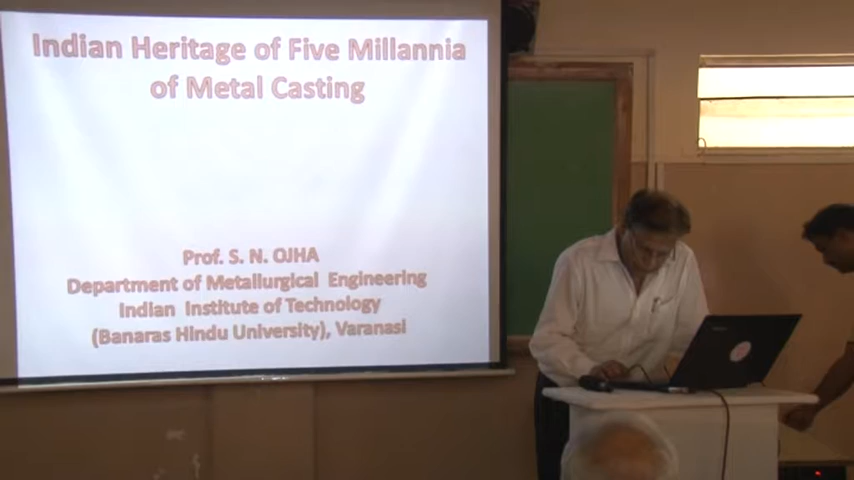 Indian Heritage of Five Millannia
of Metal Casting
Prof. S. N. OJHA
Department of Metallurgical Engineering
Indian Institute of Technology
(Banaras Hindu University), Varanasi